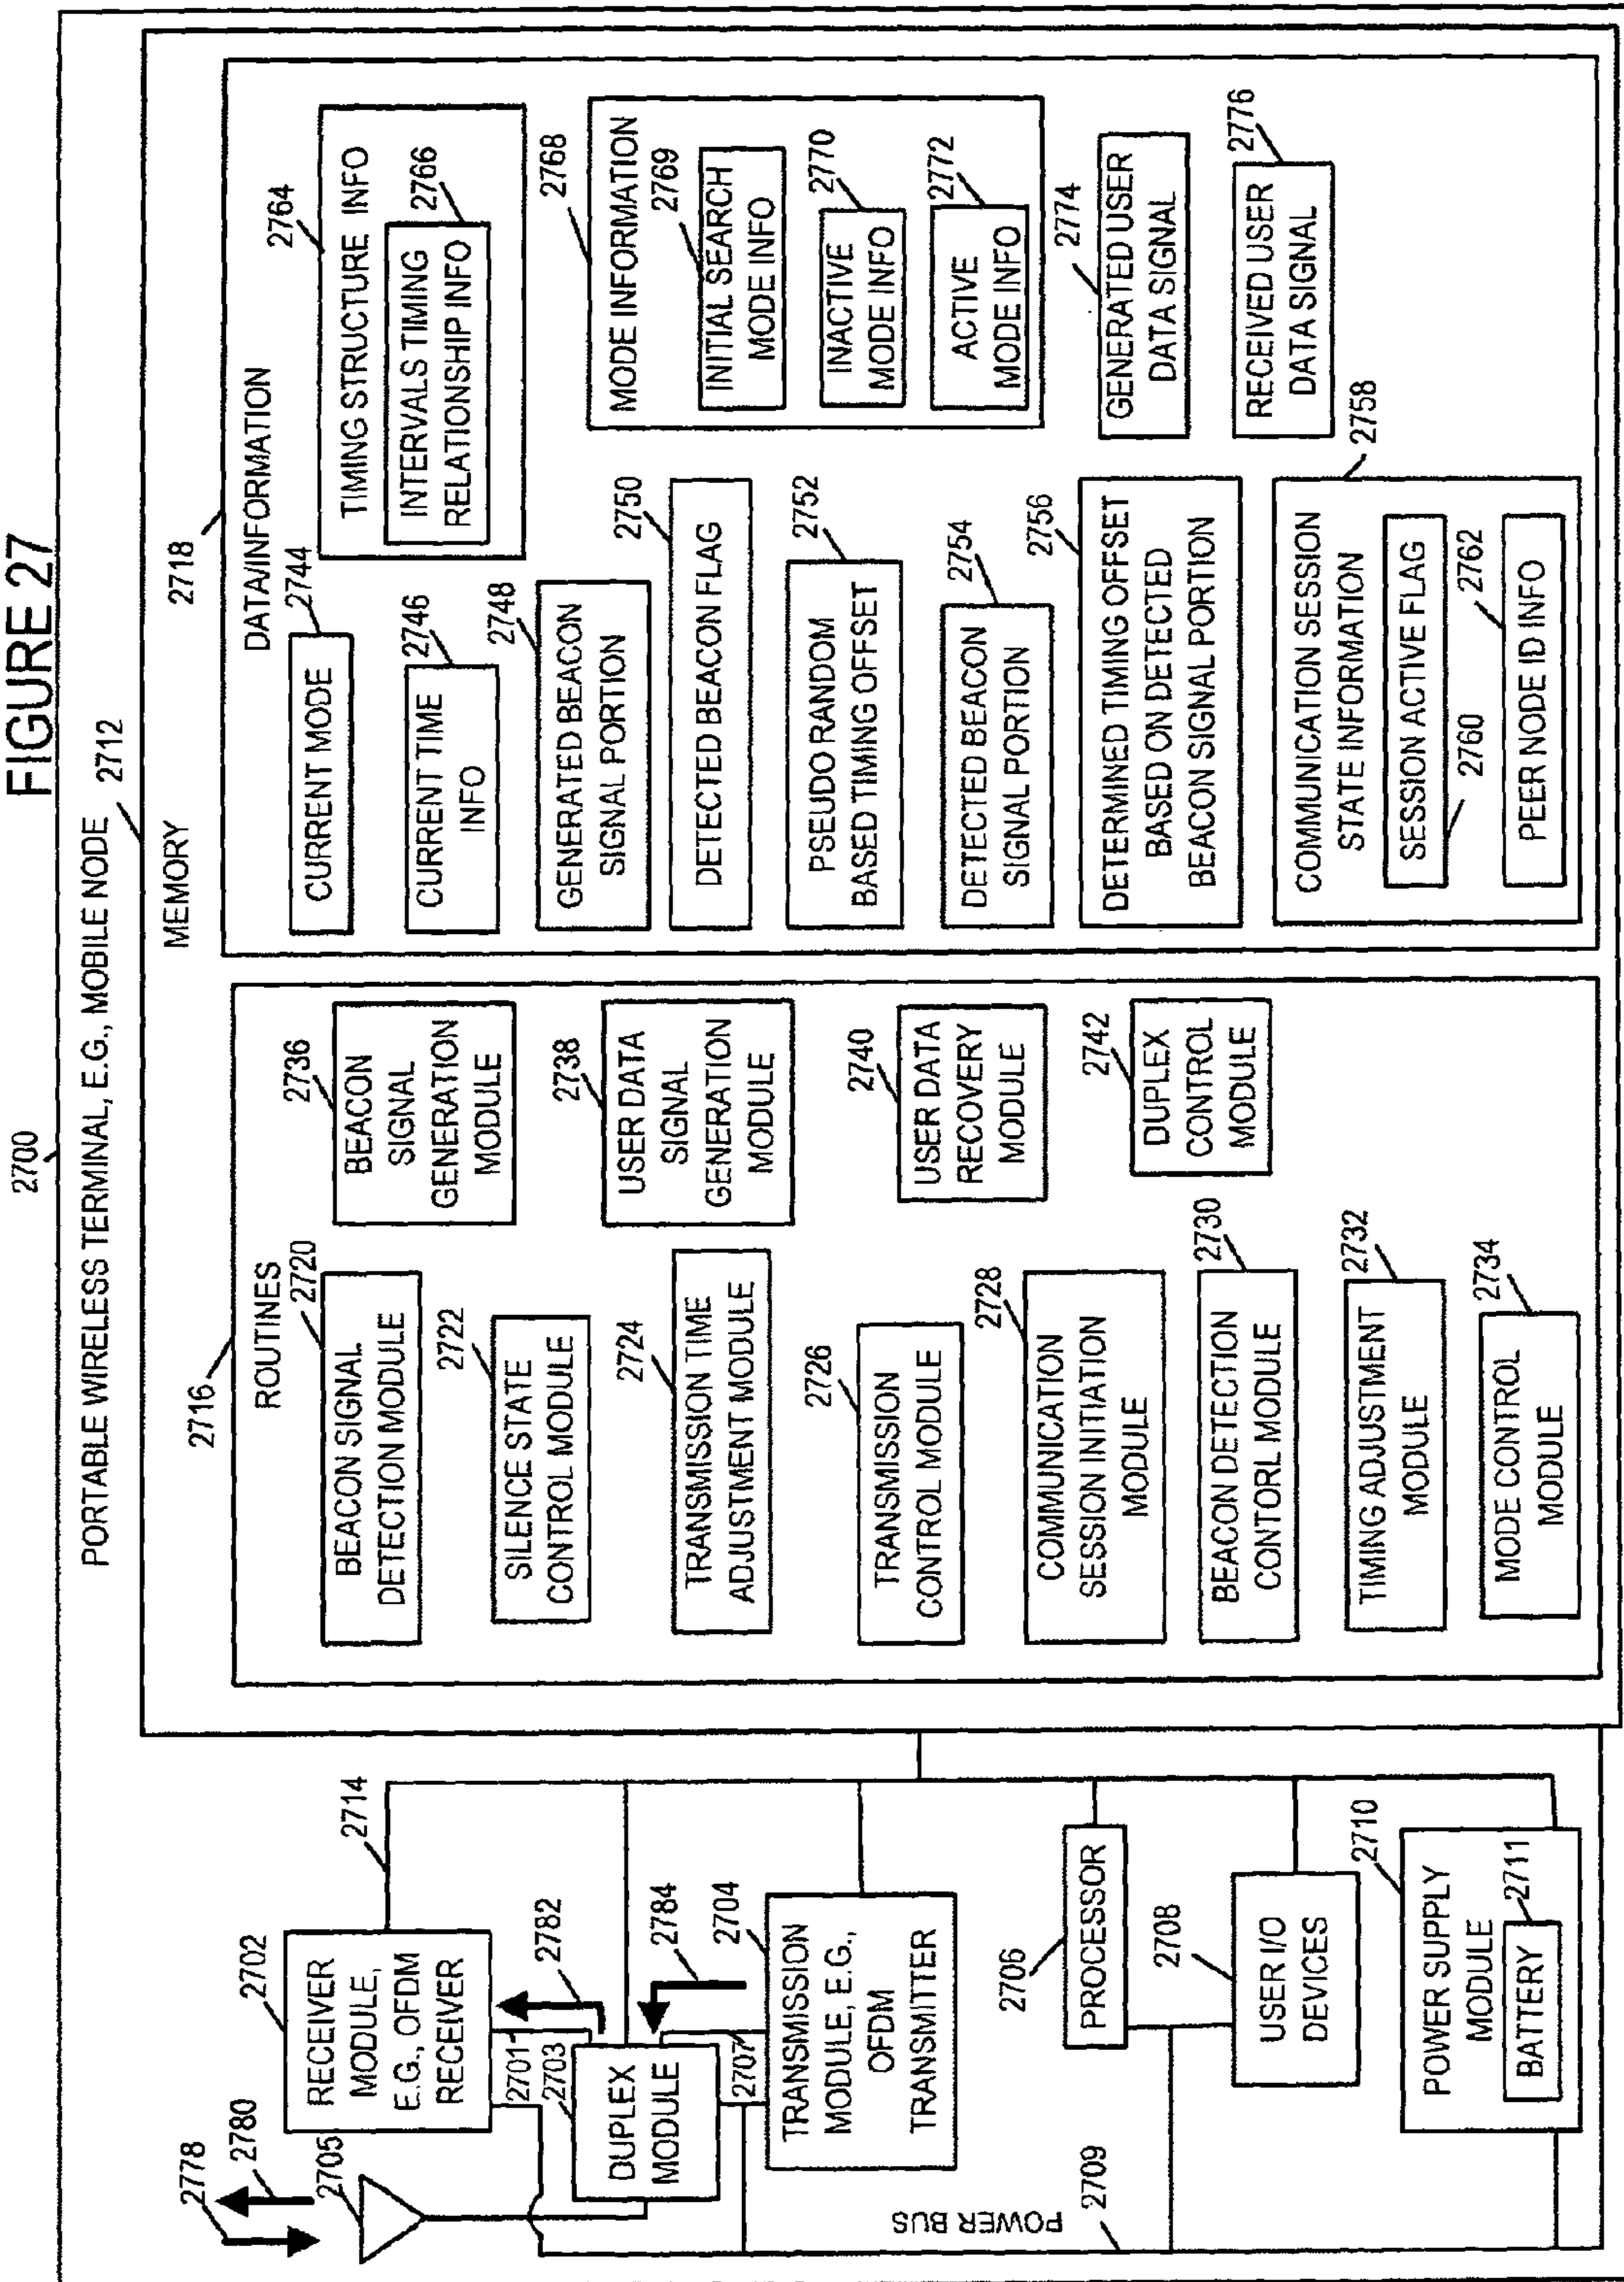 FIGURE 27
2700
PORTABLE WIRELESS TERMINAL, E.G., MOBILE NODE
2712
2778
2780
2705
2702
RECEIVER
MODULE,
E.G., OFDM
RECEIVER
2714
2701
2703
2782
DUPLEX
MODULE
2784
2707
2704
TRANSMISSION
MODULE, E.G.,
OFDM
TRANSMITTER
POWER BUS
2709
2706
PROCESSOR
2708
USER I/O
DEVICES
2710
POWER SUPPLY
MODULE
2711
BATTERY
MEMORY
2716
ROUTINES
2720
BEACON SIGNAL
DETECTION MODULE
2722
SILENCE STATE
CONTROL MODULE
2724
TRANSMISSION TIME
ADJUSTMENT MODULE
2726
TRANSMISSION
CONTROL MODULE
2728
COMMUNICATION
SESSION INITIATION
MODULE
2730
BEACON DETECTION
CONTORL MODULE
2732
TIMING ADJUSTMENT
MODULE
2734
MODE CONTROL
MODULE
2736
BEACON
SIGNAL
GENERATION
MODULE
2738
USER DATA
SIGNAL
GENERATION
MODULE
2740
USER DATA
RECOVERY
MODULE
2742
DUPLEX
CONTROL
MODULE
2718
DATA/INFORMATION
2744
CURRENT MODE
2746
CURRENT TIME
INFO
2748
GENERATED BEACON
SIGNAL PORTION
2750
DETECTED BEACON FLAG
2752
PSEUDO RANDOM
BASED TIMING OFFSET
2754
DETECTED BEACON
SIGNAL PORTION
2756
DETERMINED TIMING OFFSET
BASED ON DETECTED
BEACON SIGNAL PORTION
2758
COMMUNICATION SESSION
STATE INFORMATION
SESSION ACTIVE FLAG
2760
2762
PEER NODE ID INFO
2764
TIMING STRUCTURE INFO
2766
INTERVALS TIMING
RELATIONSHIP INFO
2768
MODE INFORMATION
2769
INITIAL SEARCH
MODE INFO
2770
INACTIVE
MODE INFO
2772
ACTIVE
MODE INFO
2774
GENERATED USER
DATA SIGNAL
2776
RECEIVED USER
DATA SIGNAL